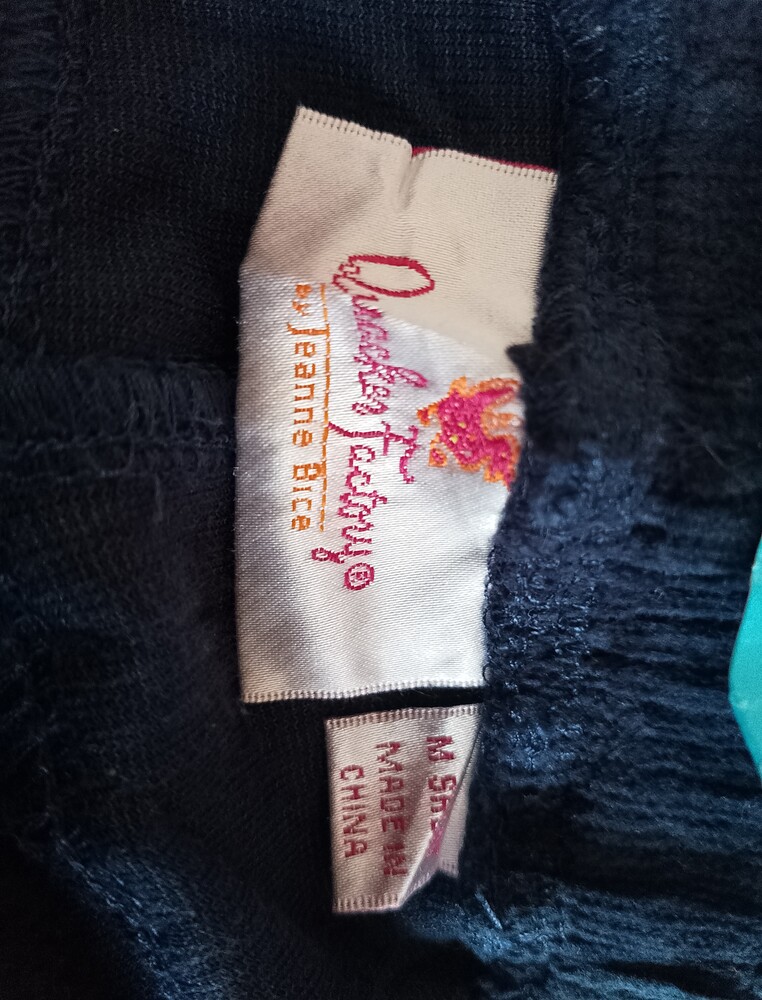 Quacker Factory®
by Jeanne Bice
M
MADE IN
CHINA